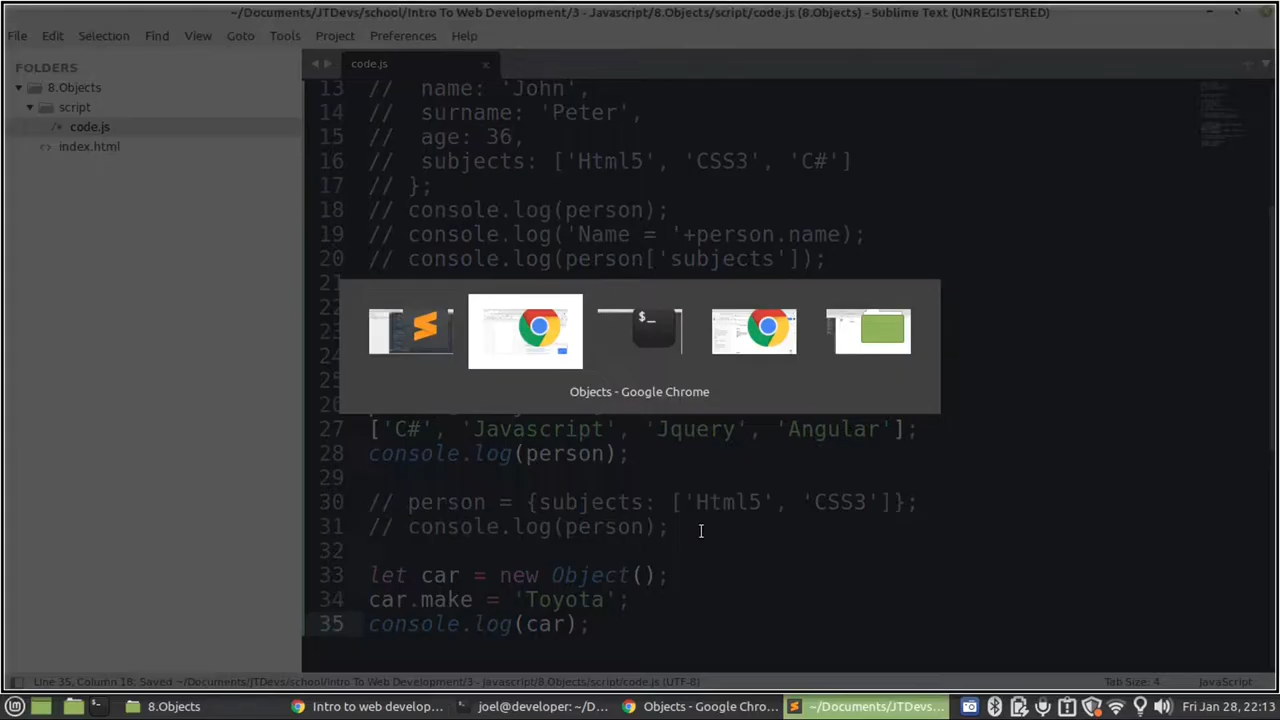 ~/Documents/JTDevs/school/Intro To Web Development/3 - Javascript/8.Objects/script/code.js (8.Objects) - Sublime Text (UNREGISTERED)
File Edit Selection Find View Goto Tools Project Preferences Help
FOLDERS
8.Objects
script
/* code.js
<> index.html
code.js
13 // name: 'John',
14 // surname: 'Peter',
15 // age: 36,
16 // subjects: ['Html5', 'CSS3', 'C#']
17 // };
18 // console.log(person);
19 // console.log('Name = '+person.name);
20 // console.log(person['subjects']);
$_
Objects - Google Chrome
27 ['C#', 'Javascript', 'Jquery', 'Angular'];
28 console.log(person);
29
30 // person = {subjects: ['Html5', 'CSS3']};
31 // console.log(person);
32
33 let car = new Object();
34 car.make = 'Toyota';
35 console.log(car);
Line 35, Column 18; Saved ~/Documents/JTDevs/school/Intro To Web Development/3 - Javascript/8.Objects/script/code.js (UTF-8) Tab Size: 4 JavaScript
8.Objects Intro to web develop... joel@developer: ~/D... Objects - Google Chro... ~/Documents/JTDevs... Fri Jan 28, 22:13